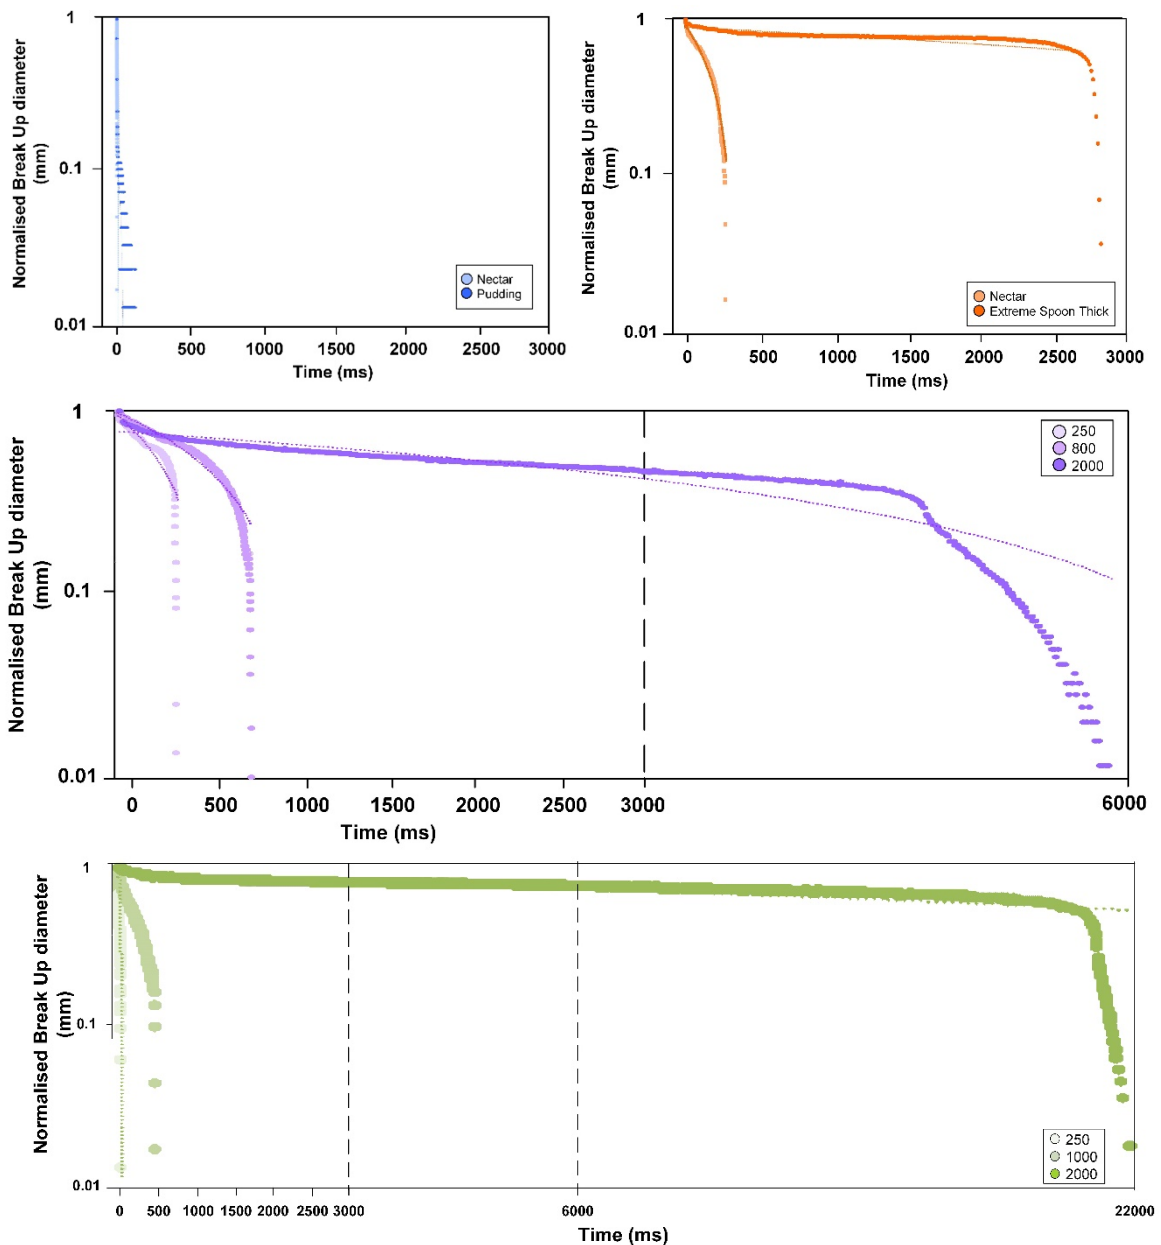 Normalised Break Up diameter
(mm)
1
0.1
0.01
0 500 1000 1500 2000 2500 3000
Time (ms)
Nectar
Pudding
Normalised Break Up diameter
(mm)
1
0.1
0.01
0 500 1000 1500 2000 2500 3000
Time (ms)
Nectar
Extreme Spoon Thick
Normalised Break Up diameter
(mm)
1
0.1
0.01
0 500 1000 1500 2000 2500 3000 6000
Time (ms)
250
800
2000
Normalised Break Up diameter
(mm)
1
0.1
0.01
0 500 1000 1500 2000 2500 3000 6000 22000
Time (ms)
250
1000
2000